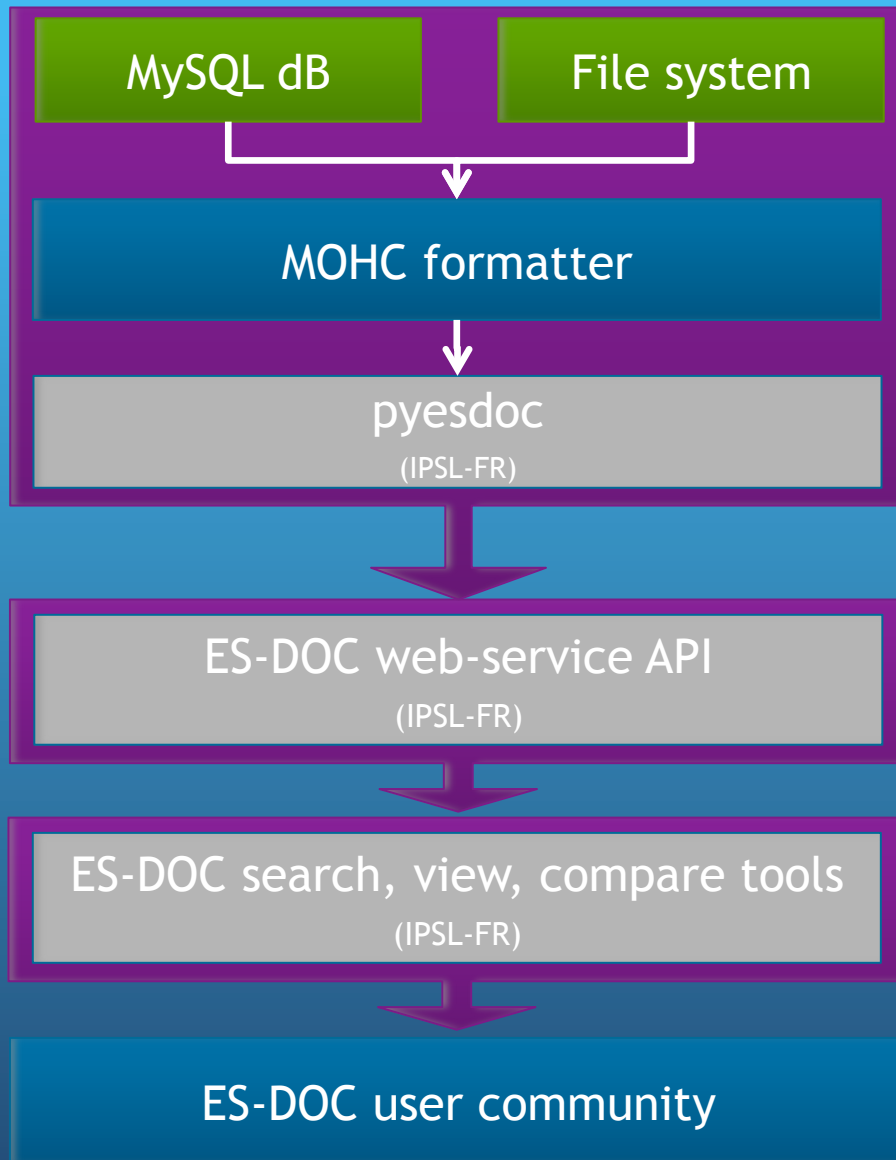 MySQL dB
File system
MOHC formatter
pyesdoc
(IPSL-FR)
ES-DOC web-service API
(IPSL-FR)
ES-DOC search, view, compare tools
(IPSL-FR)
ES-DOC user community